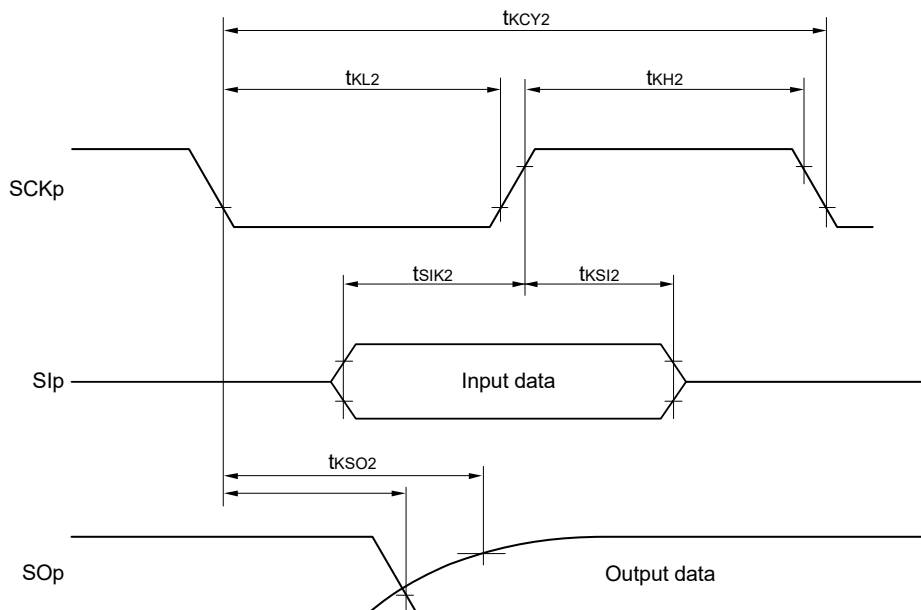 tKCY2
tKL2
tKH2
SCKp
tSIK2
tKSI2
SIp
Input data
tKSO2
SOp
Output data